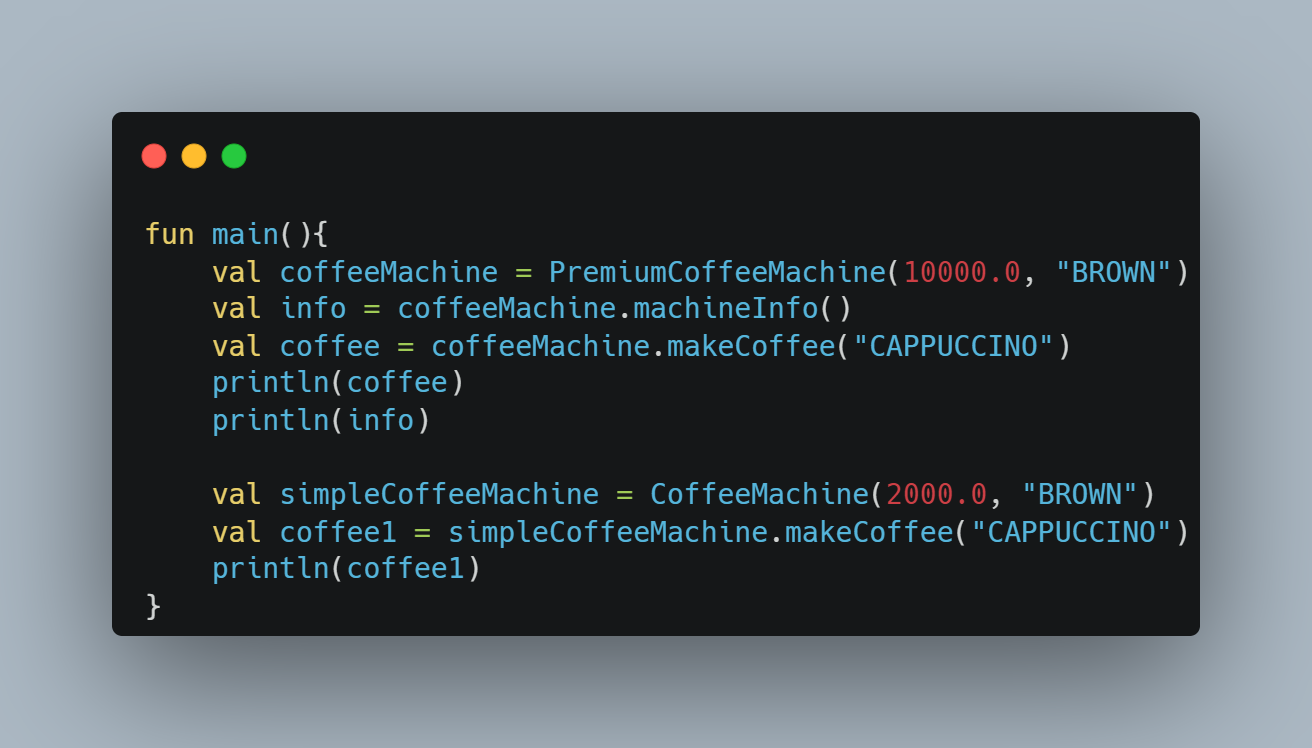 fun main(){
    val coffeeMachine = PremiumCoffeeMachine(10000.0, "BROWN")
    val info = coffeeMachine.machineInfo()
    val coffee = coffeeMachine.makeCoffee("CAPPUCCINO")
    println(coffee)
    println(info)

    val simpleCoffeeMachine = CoffeeMachine(2000.0, "BROWN")
    val coffee1 = simpleCoffeeMachine.makeCoffee("CAPPUCCINO")
    println(coffee1)
}